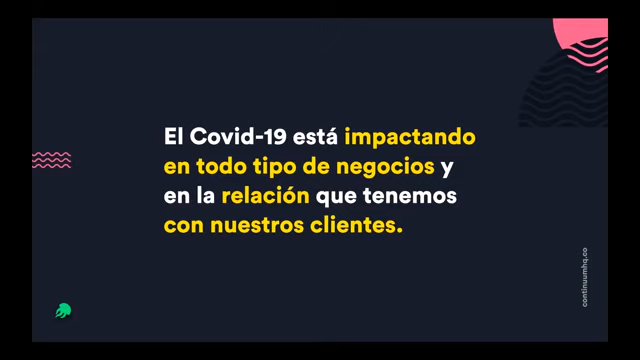 El Covid-19 está impactando
en todo tipo de negocios y
en la relación que tenemos
con nuestros clientes.
continuumhq.co